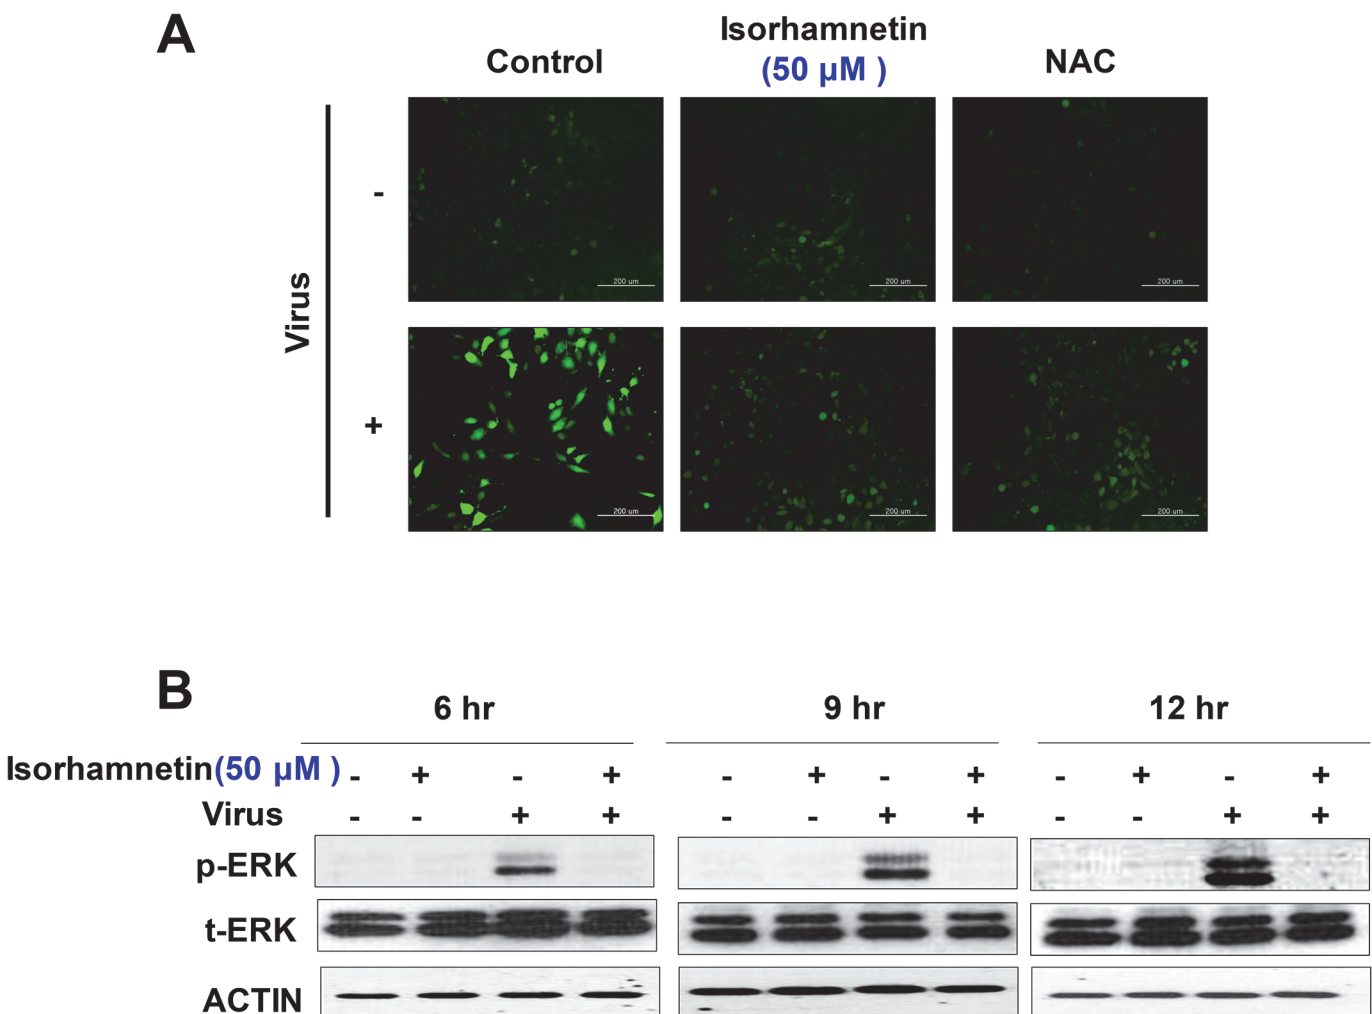 A
Control
Isorhamnetin
(50 µM )
NAC
Virus
-
200 um
200 um
200 um
+
200 um
200 um
200 um
B
6 hr
9 hr
12 hr
Isorhamnetin(50 µM ) - + - + - + - + - + - +
Virus - - + + - - + + - - + +
p-ERK
t-ERK
ACTIN